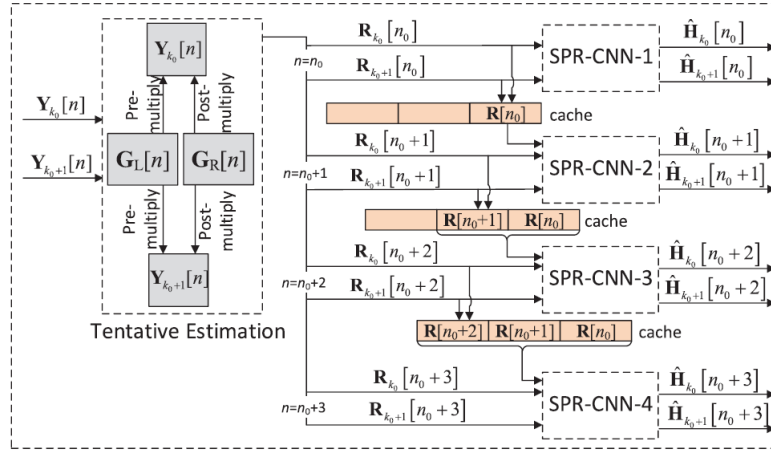 Y_{k_0}[n]
Y_{k_0+1}[n]
Y_{k_0}[n]
Pre-multiply
Post-multiply
G_L[n]
G_R[n]
Pre-multiply
Post-multiply
Y_{k_0+1}[n]
Tentative Estimation
n=n_0
R_{k_0}[n_0]
R_{k_0+1}[n_0]
SPR-CNN-1
Ĥ_{k_0}[n_0]
Ĥ_{k_0+1}[n_0]
R[n_0]
cache
n=n_0+1
R_{k_0}[n_0+1]
R_{k_0+1}[n_0+1]
SPR-CNN-2
Ĥ_{k_0}[n_0+1]
Ĥ_{k_0+1}[n_0+1]
R[n_0+1]
R[n_0]
cache
n=n_0+2
R_{k_0}[n_0+2]
R_{k_0+1}[n_0+2]
SPR-CNN-3
Ĥ_{k_0}[n_0+2]
Ĥ_{k_0+1}[n_0+2]
R[n_0+2]
R[n_0+1]
R[n_0]
cache
n=n_0+3
R_{k_0}[n_0+3]
R_{k_0+1}[n_0+3]
SPR-CNN-4
Ĥ_{k_0}[n_0+3]
Ĥ_{k_0+1}[n_0+3]